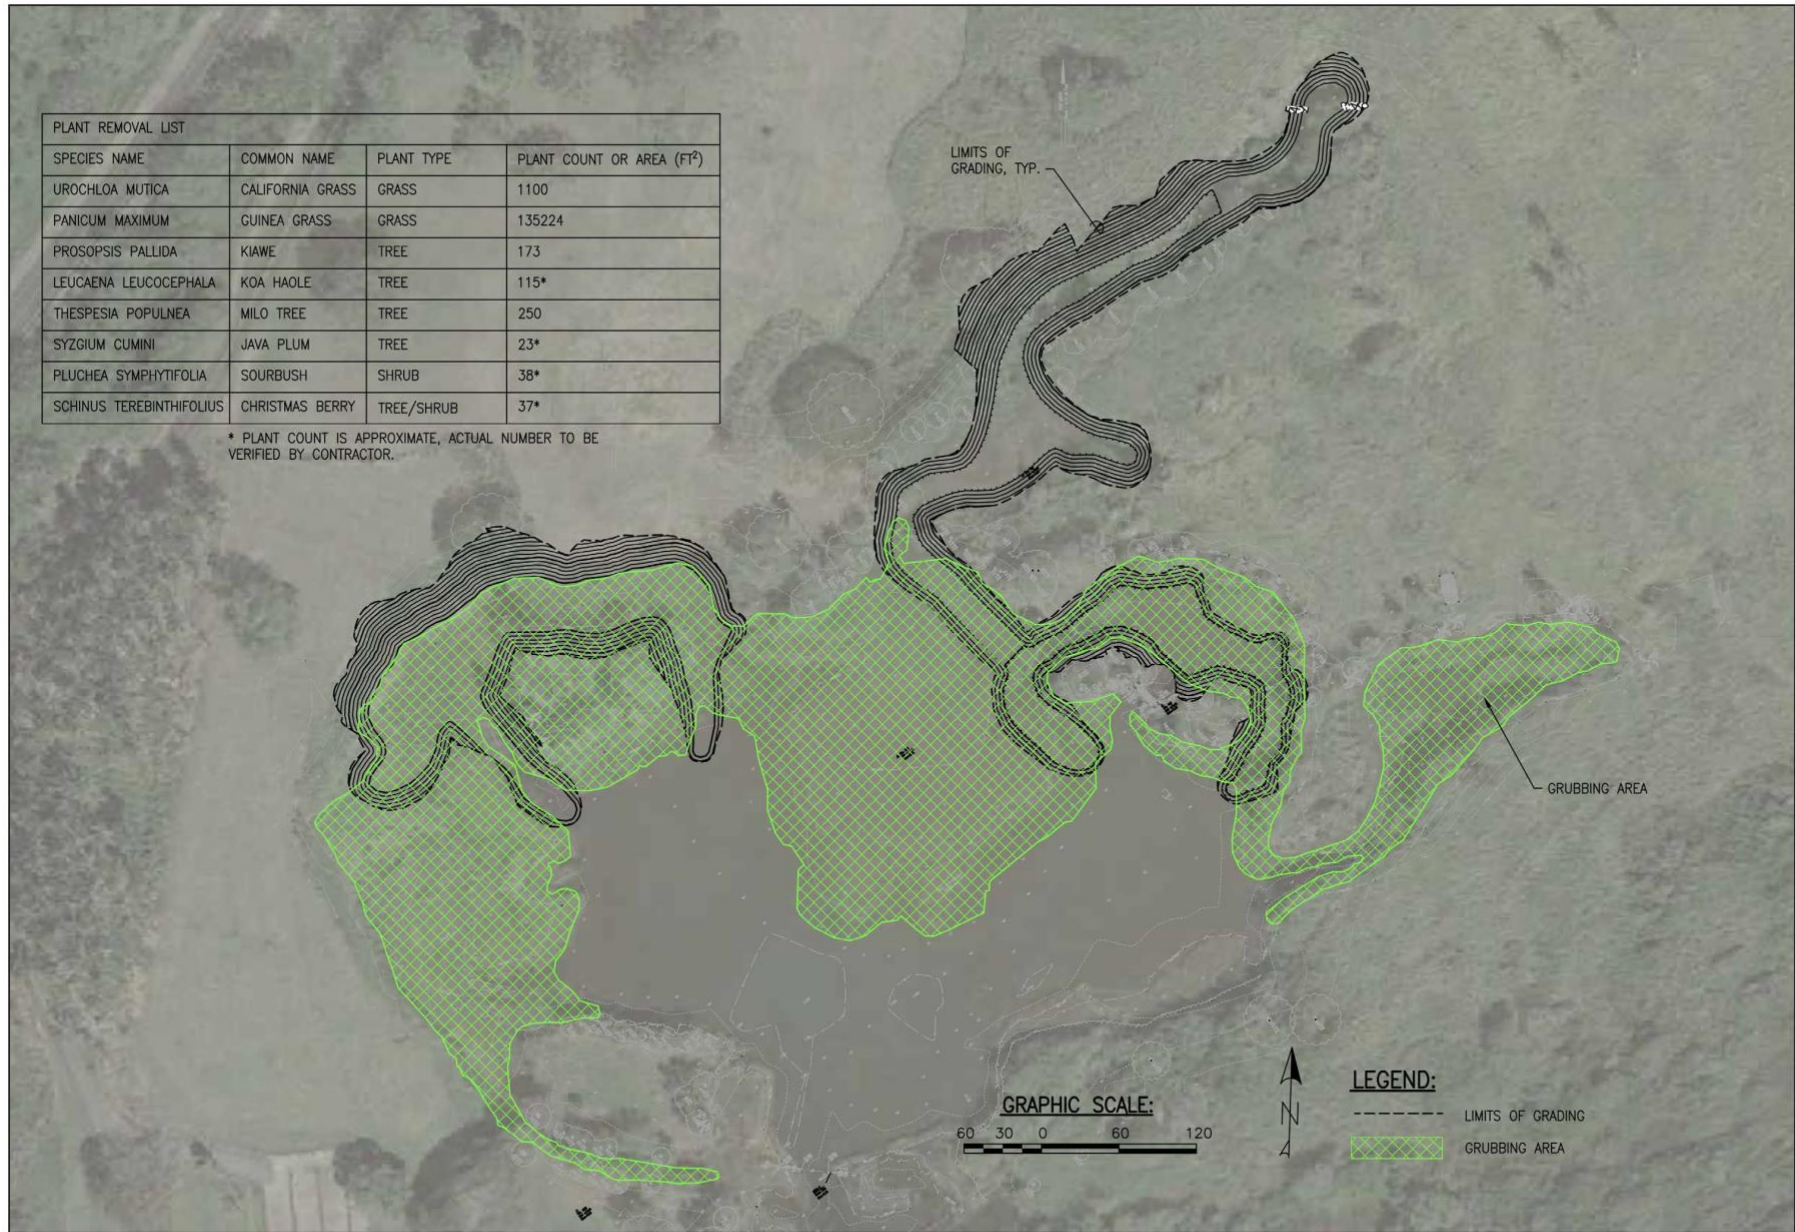 PLANT REMOVAL LIST
SPECIES NAME COMMON NAME PLANT TYPE PLANT COUNT OR AREA (FT²)
UROCHLOA MUTICA CALIFORNIA GRASS GRASS 1100
PANICUM MAXIMUM GUINEA GRASS GRASS 135224
PROSOPSIS PALLIDA KIAWE TREE 173
LEUCAENA LEUCOCEPHALA KOA HAOLE TREE 115*
THESPESIA POPULNEA MILO TREE TREE 250
SYZGIUM CUMINI JAVA PLUM TREE 23*
PLUCHEA SYMPHYTIFOLIA SOURBUSH SHRUB 38*
SCHINUS TEREBINTHIFOLIUS CHRISTMAS BERRY TREE/SHRUB 37*
* PLANT COUNT IS APPROXIMATE, ACTUAL NUMBER TO BE
VERIFIED BY CONTRACTOR.
LIMITS OF
GRADING, TYP.
GRUBBING AREA
GRAPHIC SCALE:
60 30 0 60 120
N
LEGEND:
LIMITS OF GRADING
GRUBBING AREA